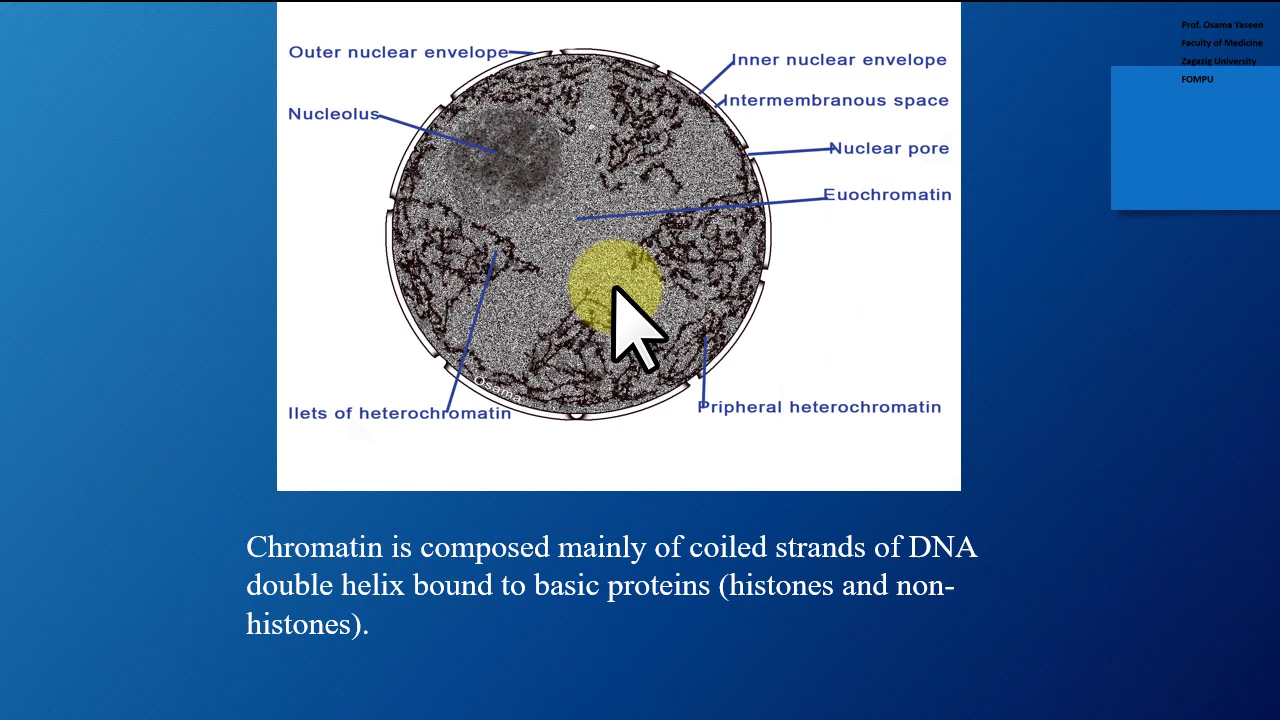 Prof. Osama Yaseen
Faculty of Medicine
Zagazig University
FOMPU
Outer nuclear envelope
Inner nuclear envelope
Intermembranous space
Nucleolus
Nuclear pore
Euochromatin
Osama
Ilets of heterochromatin
Pripheral heterochromatin
Chromatin is composed mainly of coiled strands of DNA
double helix bound to basic proteins (histones and non-
histones).